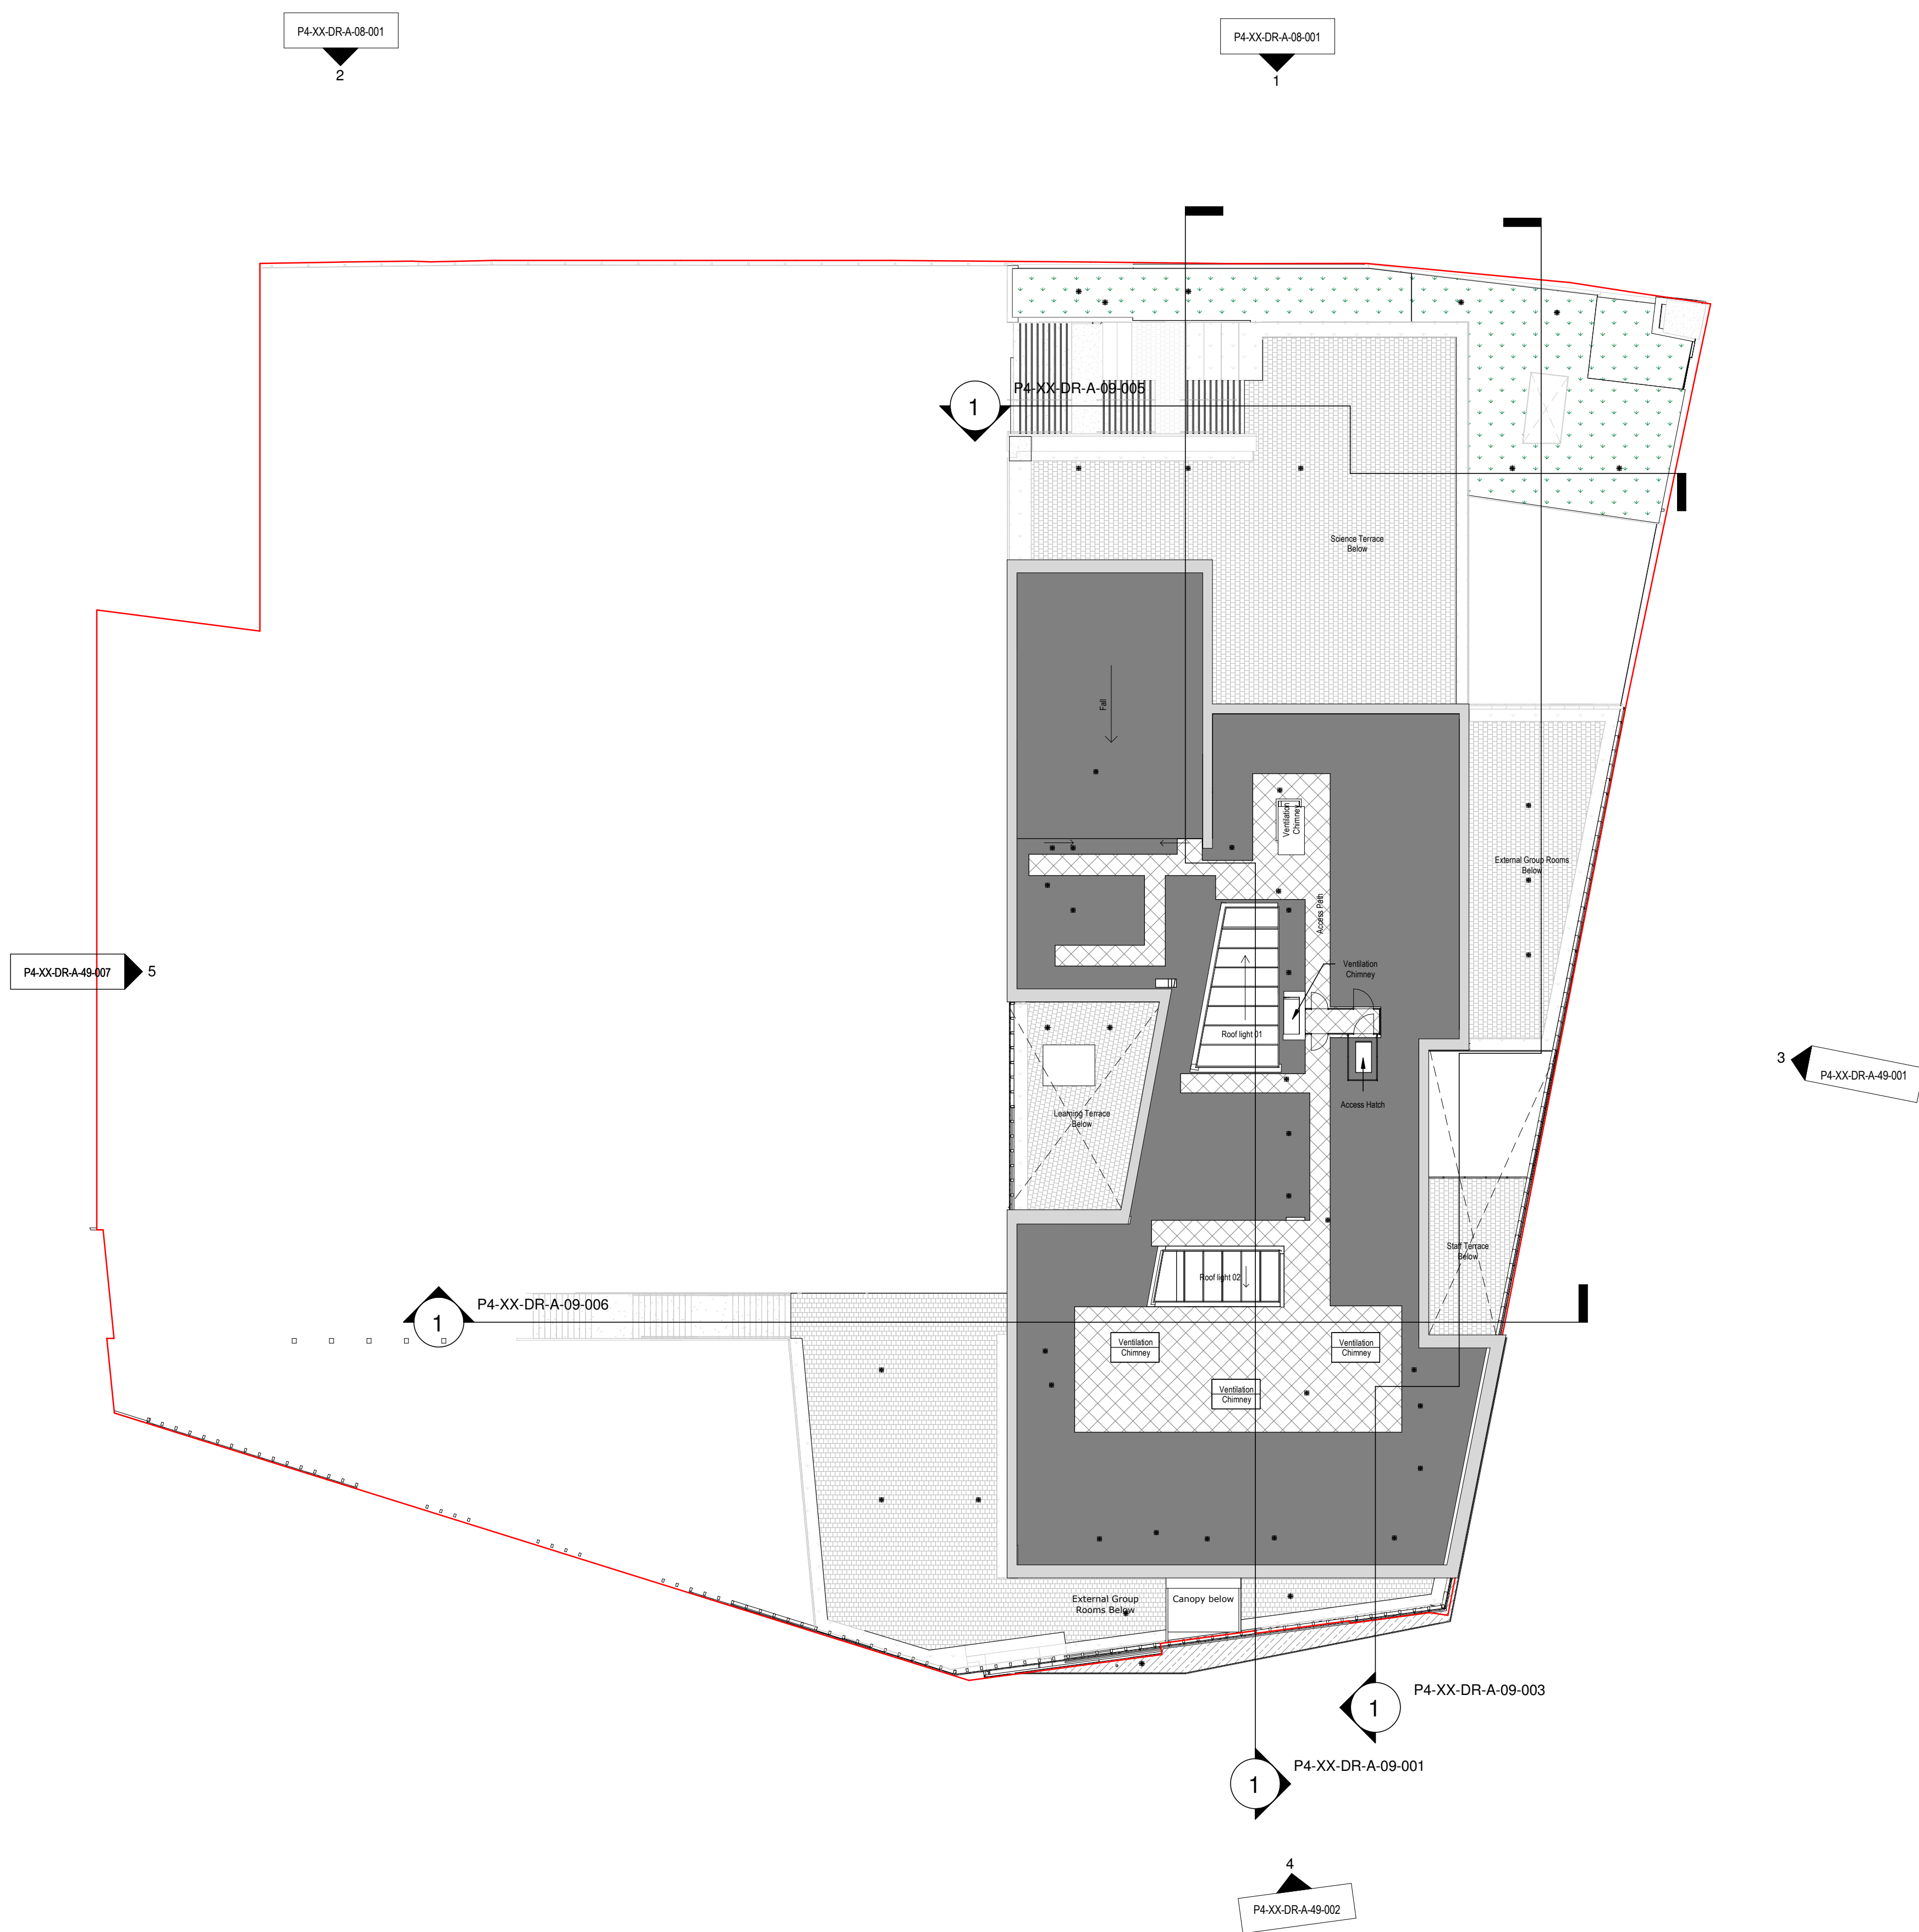 P4-XX-DR-A-08-001
2
P4-XX-DR-A-08-001
1
P4-XX-DR-A-09-005
1
Science Terrace
Below
Fall
Ventilation
Chimney
External Group Rooms
Below
Access Path
P4-XX-DR-A-49-007
5
Ventilation
Chimney
Roof light 01
3
P4-XX-DR-A-49-001
Access Hatch
Learning Terrace
Below
Staff Terrace
Below
Roof light 02
P4-XX-DR-A-09-006
1
Ventilation
Chimney
Ventilation
Chimney
Ventilation
Chimney
External Group
Rooms Below
Canopy below
P4-XX-DR-A-09-003
1
P4-XX-DR-A-09-001
1
4
P4-XX-DR-A-49-002